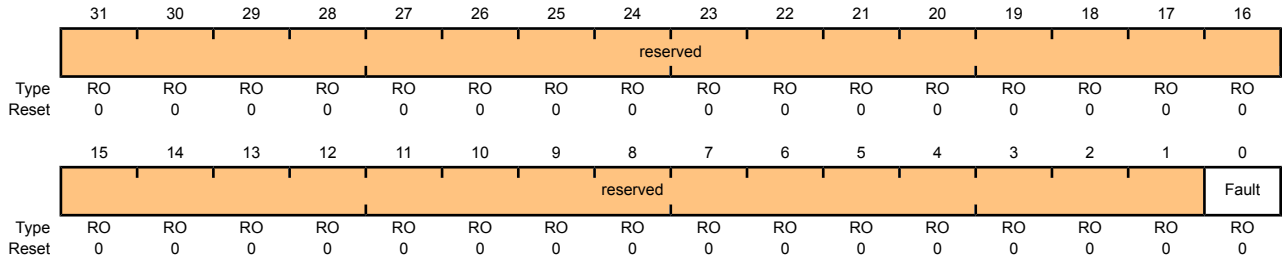 31 30 29 28 27 26 25 24 23 22 21 20 19 18 17 16
reserved
Type RO RO RO RO RO RO RO RO RO RO RO RO RO RO RO RO
Reset 0 0 0 0 0 0 0 0 0 0 0 0 0 0 0 0
15 14 13 12 11 10 9 8 7 6 5 4 3 2 1 0
reserved Fault
Type RO RO RO RO RO RO RO RO RO RO RO RO RO RO RO RO
Reset 0 0 0 0 0 0 0 0 0 0 0 0 0 0 0 0